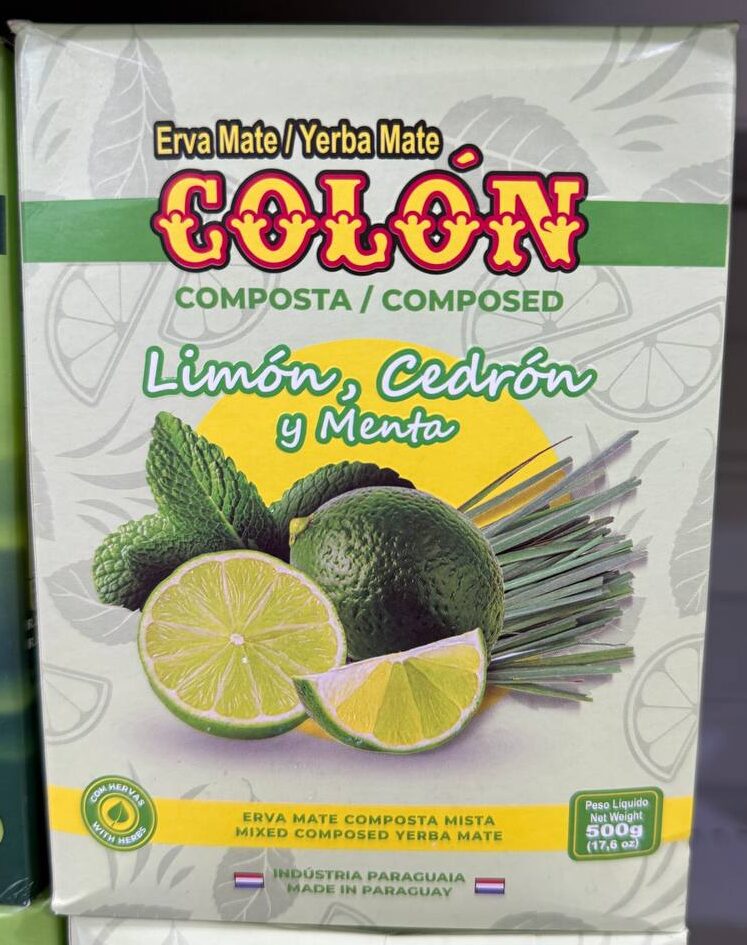 Erva Mate / Yerba Mate
COLÓN
COMPOSTA / COMPOSED
Limón, Cedrón
y Menta
COM HERVAS
WITH HERBS
ERVA MATE COMPOSTA MISTA
MIXED COMPOSED YERBA MATE
Peso Líquido
Net Weight
500g
(17,6 oz)
INDÚSTRIA PARAGUAIA
MADE IN PARAGUAY